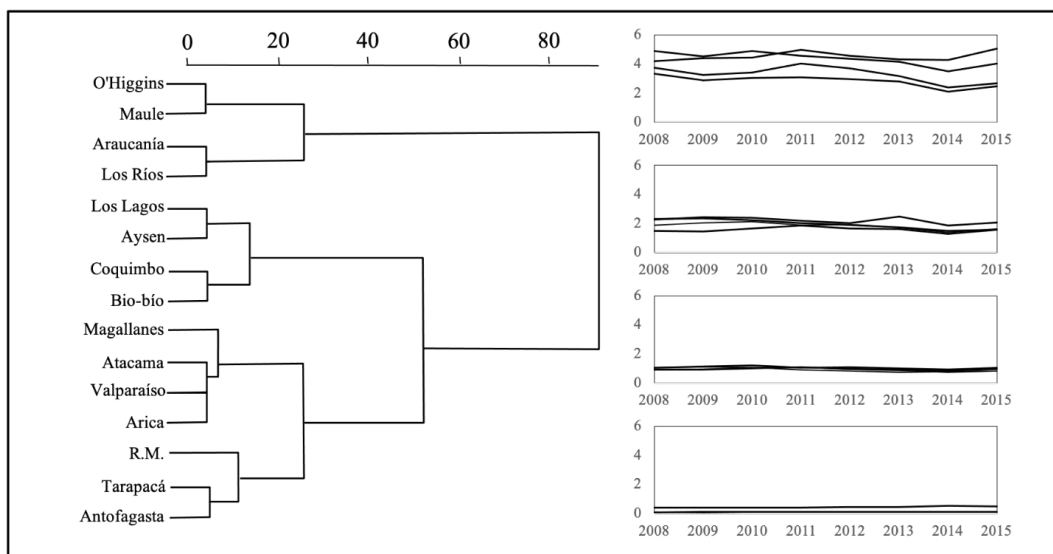 0 20 40 60 80
O'Higgins
Maule
Araucanía
Los Ríos
Los Lagos
Aysen
Coquimbo
Bio-bío
Magallanes
Atacama
Valparaíso
Arica
R.M.
Tarapacá
Antofagasta
6
4
2
0
2008 2009 2010 2011 2012 2013 2014 2015
6
4
2
0
2008 2009 2010 2011 2012 2013 2014 2015
6
4
2
0
2008 2009 2010 2011 2012 2013 2014 2015
6
4
2
0
2008 2009 2010 2011 2012 2013 2014 2015